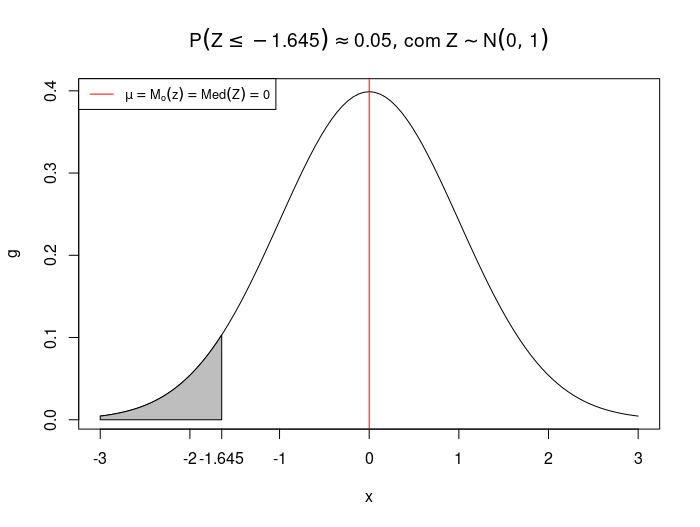 P(Z ≤ −1.645) ≈ 0.05, com Z ~ N(0, 1)
μ = Mₒ(z) = Med(Z) = 0
0.4
0.3
0.2
0.1
0.0
g
-3 -2 -1.645 -1 0 1 2 3
x